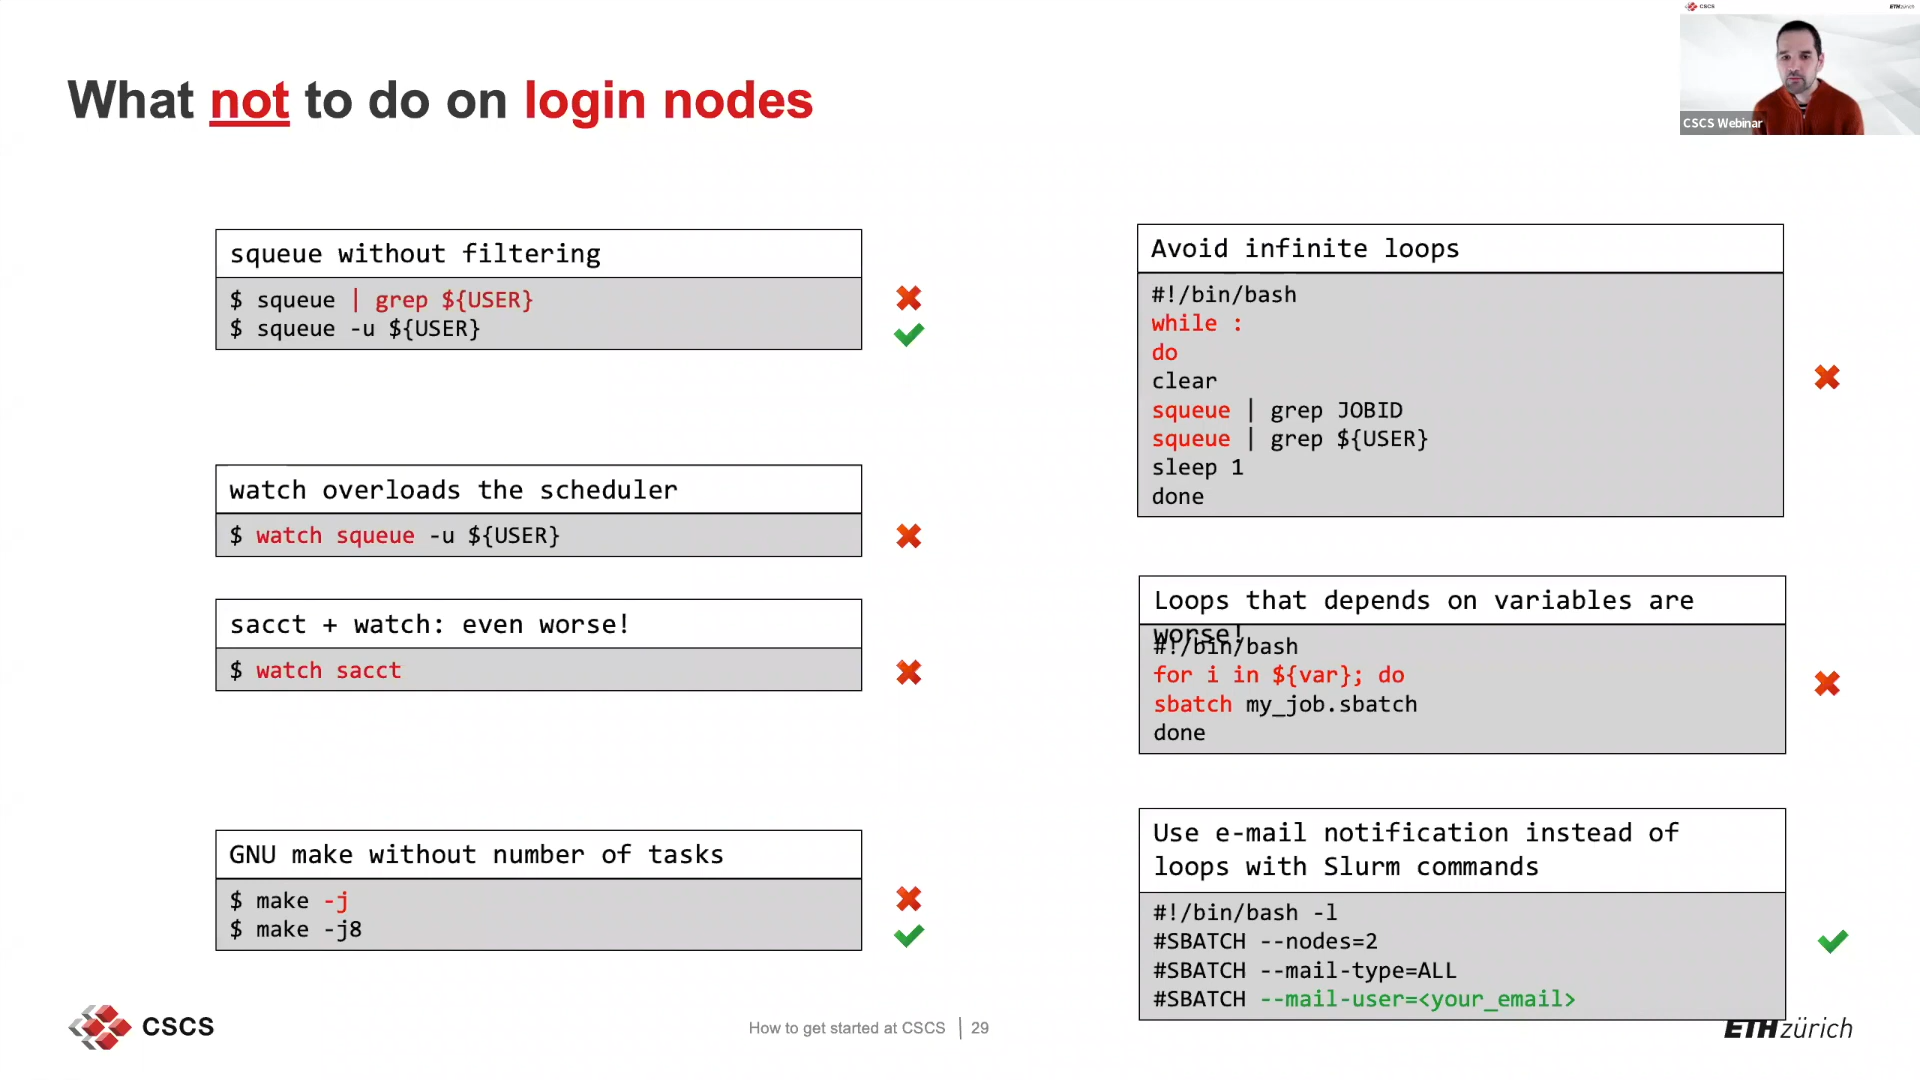 CSCS
ETHzürich
CSCS Webinar
What not to do on login nodes
squeue without filtering
$ squeue | grep ${USER}
$ squeue -u ${USER}
watch overloads the scheduler
$ watch squeue -u ${USER}
sacct + watch: even worse!
$ watch sacct
GNU make without number of tasks
$ make -j
$ make -j8
Avoid infinite loops
#!/bin/bash
while :
do
clear
squeue | grep JOBID
squeue | grep ${USER}
sleep 1
done
Loops that depends on variables are
worse!
#!/bin/bash
for i in ${var}; do
sbatch my_job.sbatch
done
Use e-mail notification instead of
loops with Slurm commands
#!/bin/bash -l
#SBATCH --nodes=2
#SBATCH --mail-type=ALL
#SBATCH --mail-user=<your_email>
CSCS
How to get started at CSCS | 29
ETHzürich